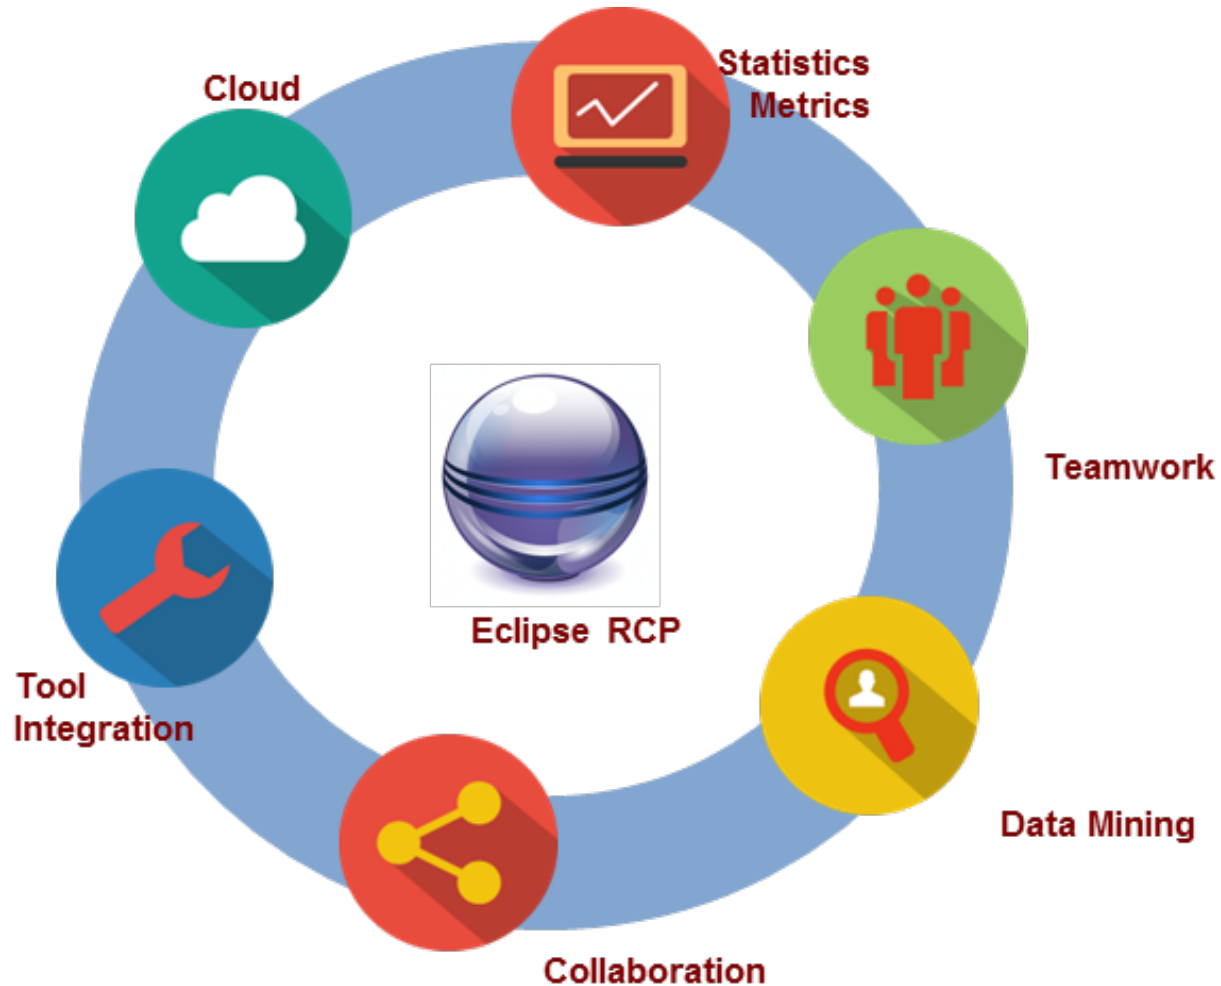 Cloud
Statistics
Metrics
Teamwork
Eclipse RCP
Tool
Integration
Data Mining
Collaboration